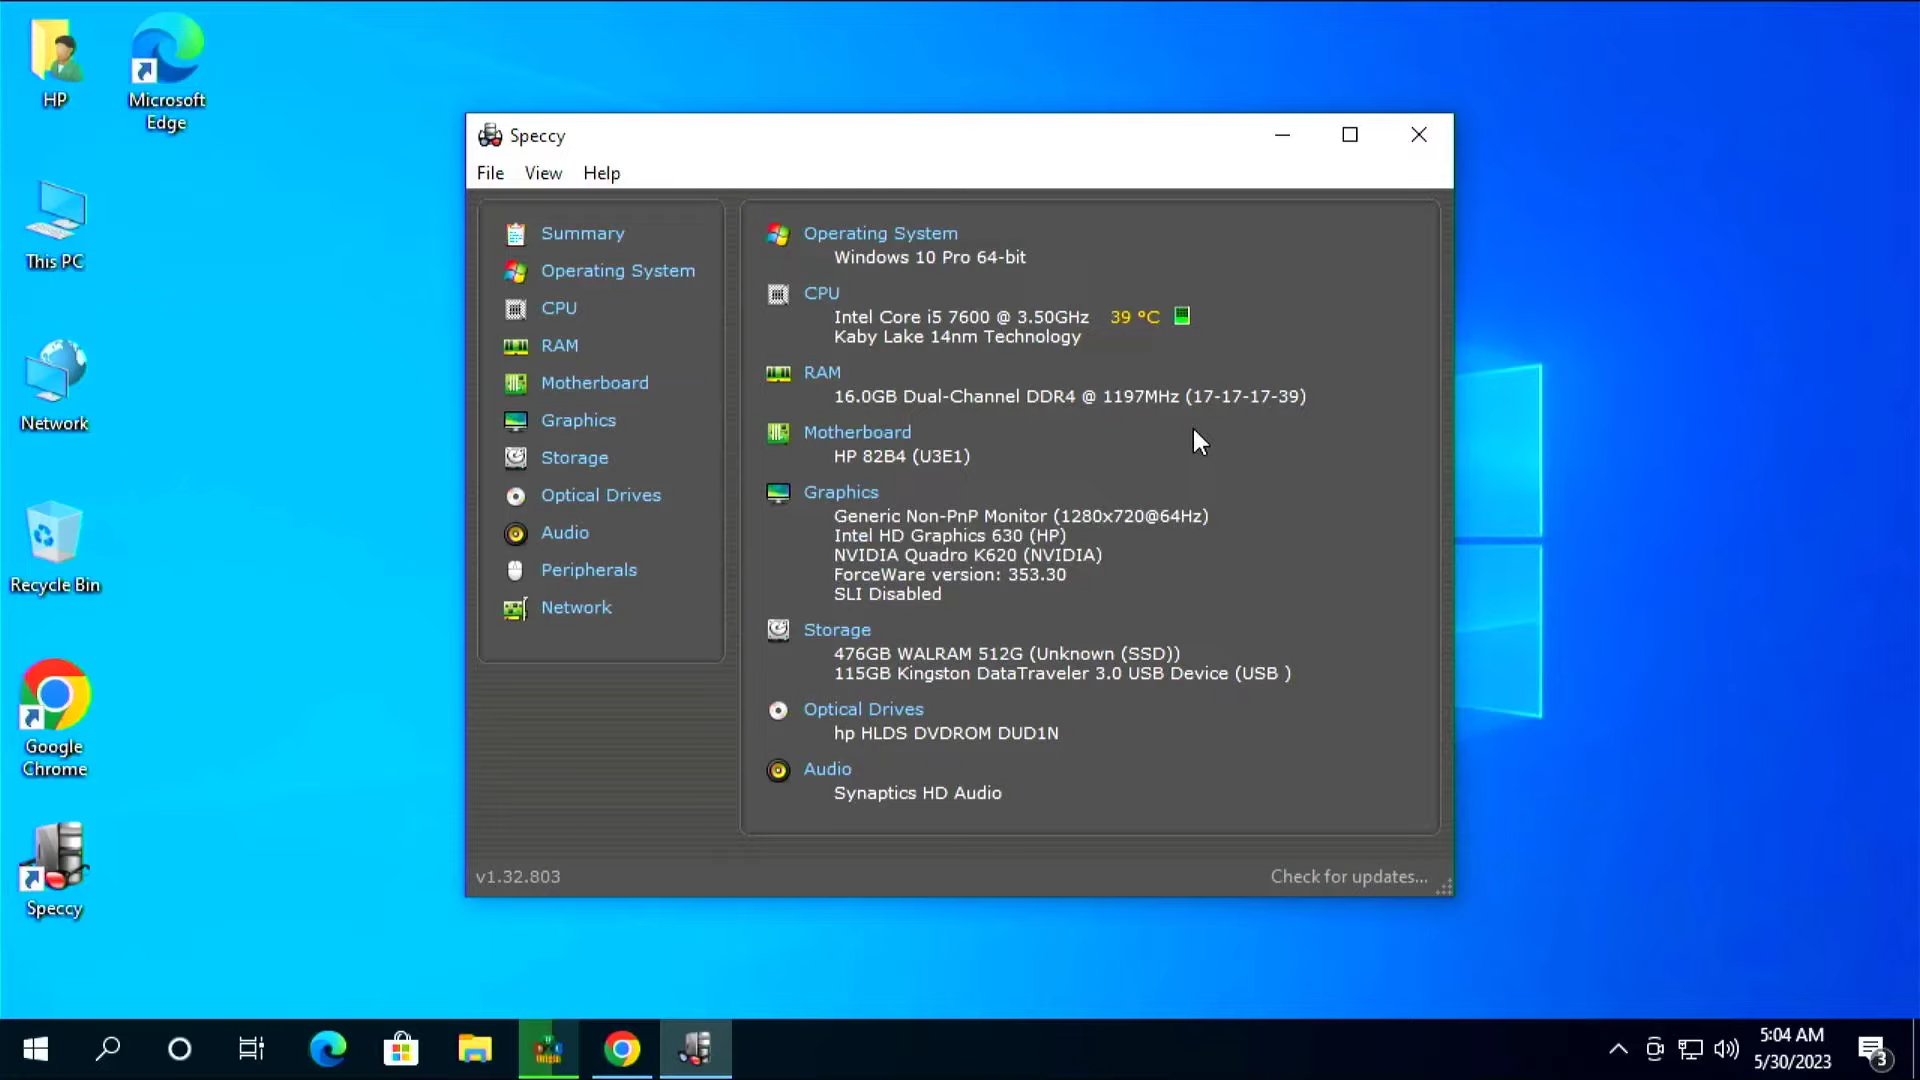 HP
Microsoft
Edge
This PC
Network
Recycle Bin
Google
Chrome
Speccy
Speccy
File View Help
Summary
Operating System
CPU
RAM
Motherboard
Graphics
Storage
Optical Drives
Audio
Peripherals
Network
Operating System
Windows 10 Pro 64-bit
CPU
Intel Core i5 7600 @ 3.50GHz 39 °C
Kaby Lake 14nm Technology
RAM
16.0GB Dual-Channel DDR4 @ 1197MHz (17-17-17-39)
Motherboard
HP 82B4 (U3E1)
Graphics
Generic Non-PnP Monitor (1280x720@64Hz)
Intel HD Graphics 630 (HP)
NVIDIA Quadro K620 (NVIDIA)
ForceWare version: 353.30
SLI Disabled
Storage
476GB WALRAM 512G (Unknown (SSD))
115GB Kingston DataTraveler 3.0 USB Device (USB )
Optical Drives
hp HLDS DVDROM DUD1N
Audio
Synaptics HD Audio
v1.32.803 Check for updates...
5:04 AM
5/30/2023
3